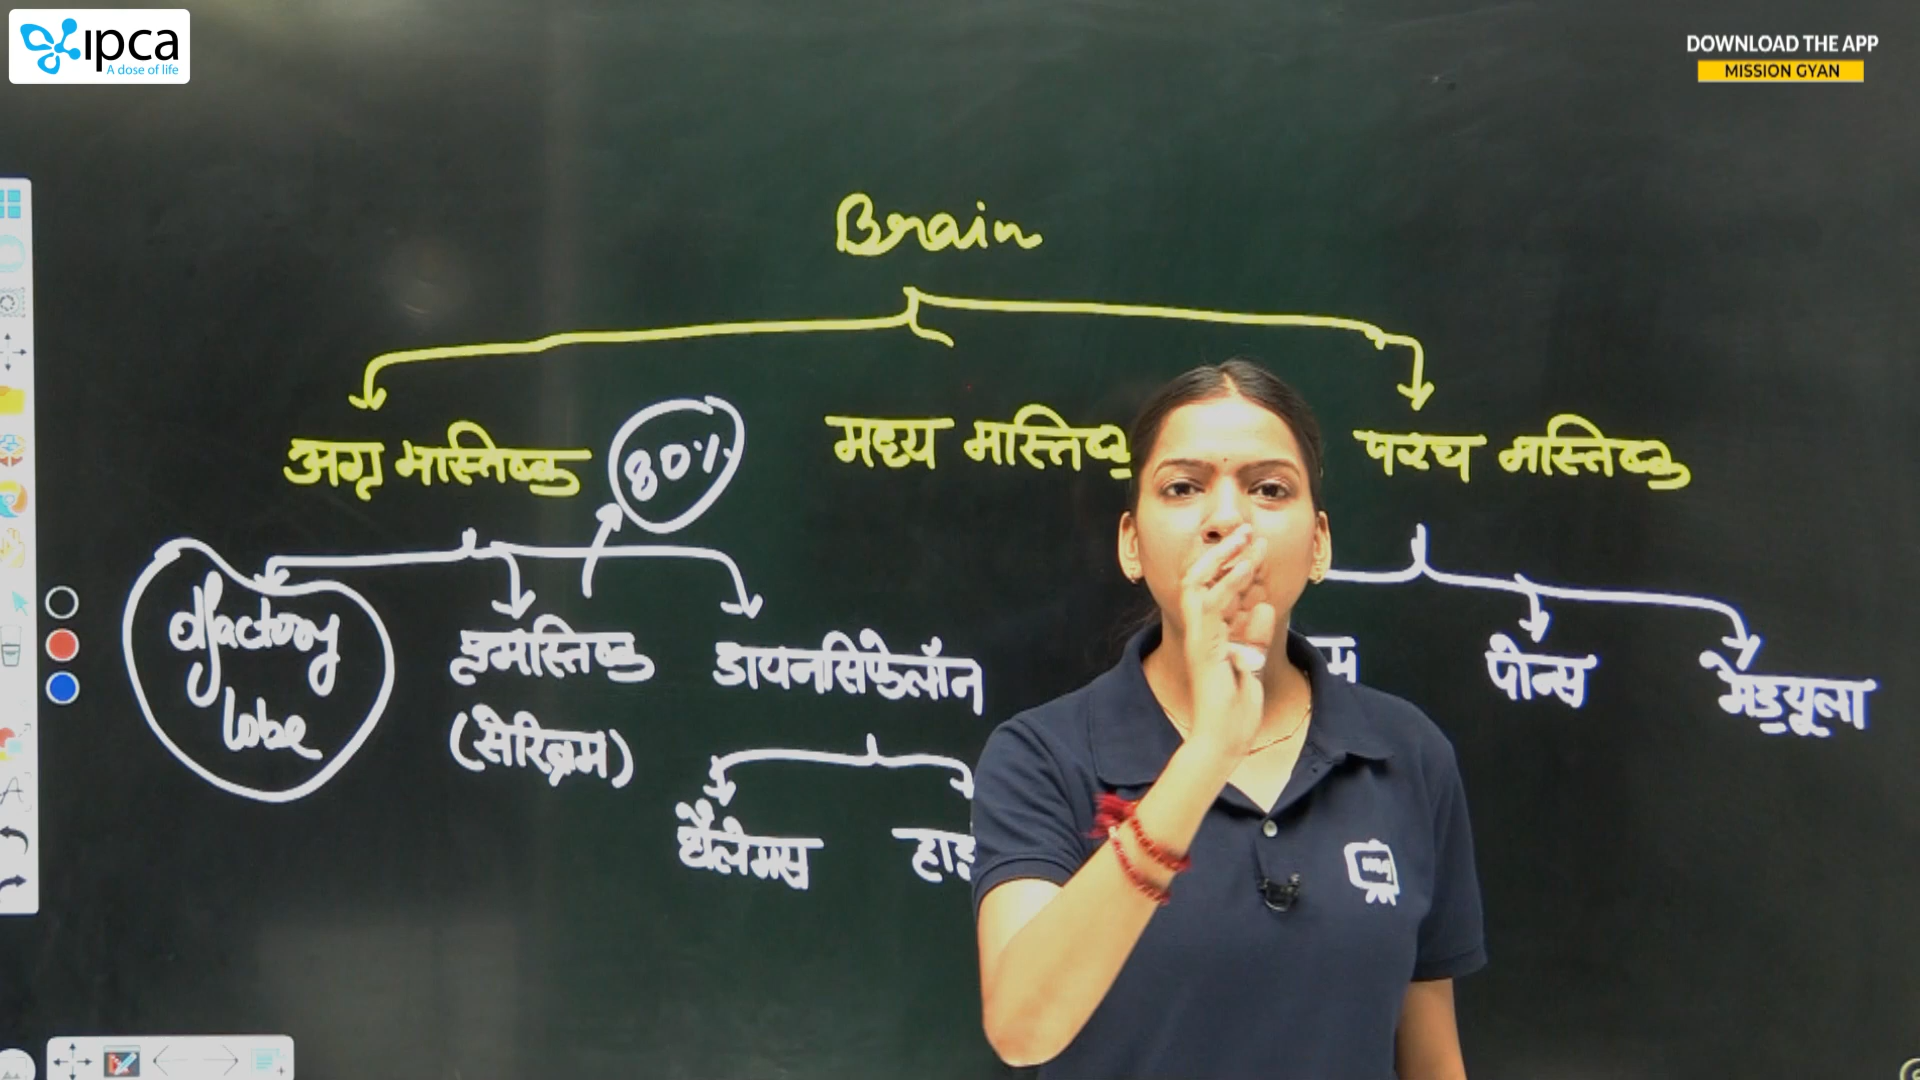 ipca
A dose of life
DOWNLOAD THE APP
MISSION GYAN
Brain
अग्र मस्तिष्क 80% मध्य मस्तिष्क पश्च मस्तिष्क
olfactory
lobe
प्रमस्तिष्क डायनसिफेलॉन पोन्स मेड्यूला
(सेरिब्रम)
थैलेमस हाइ
mg